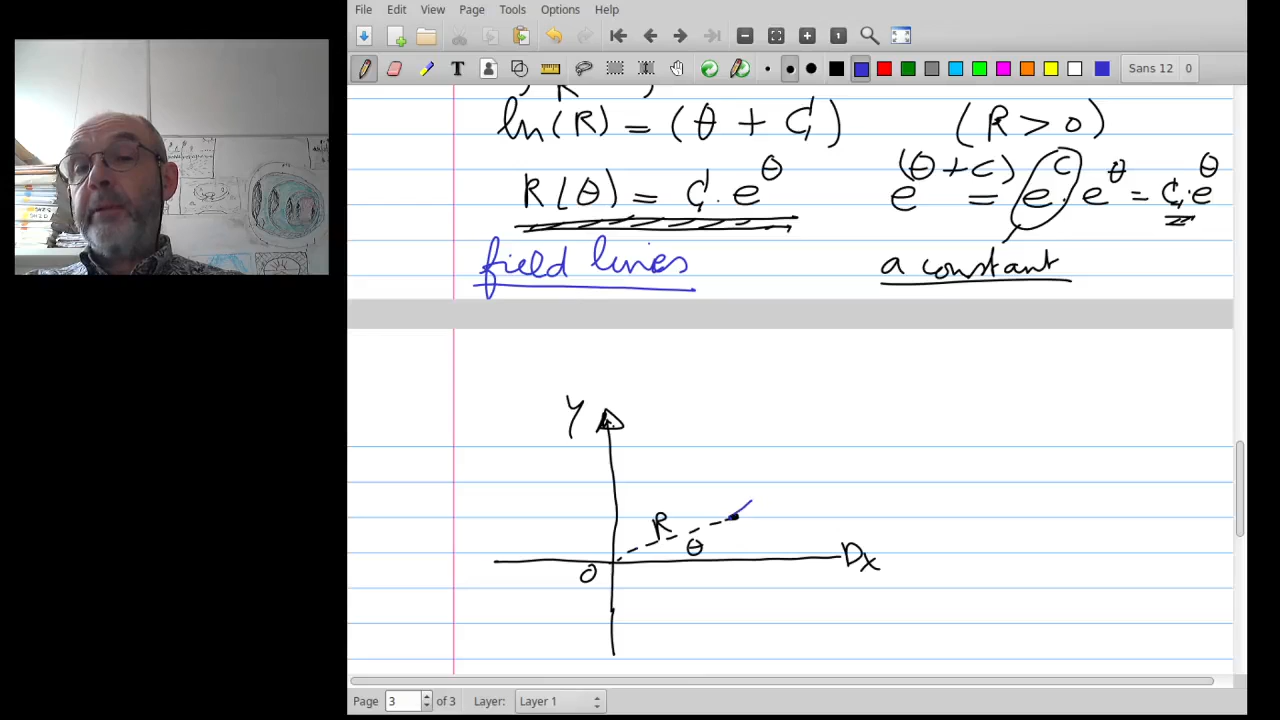 File Edit View Page Tools Options Help
Sans 12 0
ln(R) = (θ + C) (R > 0)
R(θ) = C · e^θ e^(θ+C) = e^C · e^θ = C · e^θ
field lines a constant
Y
R
θ
0 x
Page 3 of 3 Layer: Layer 1